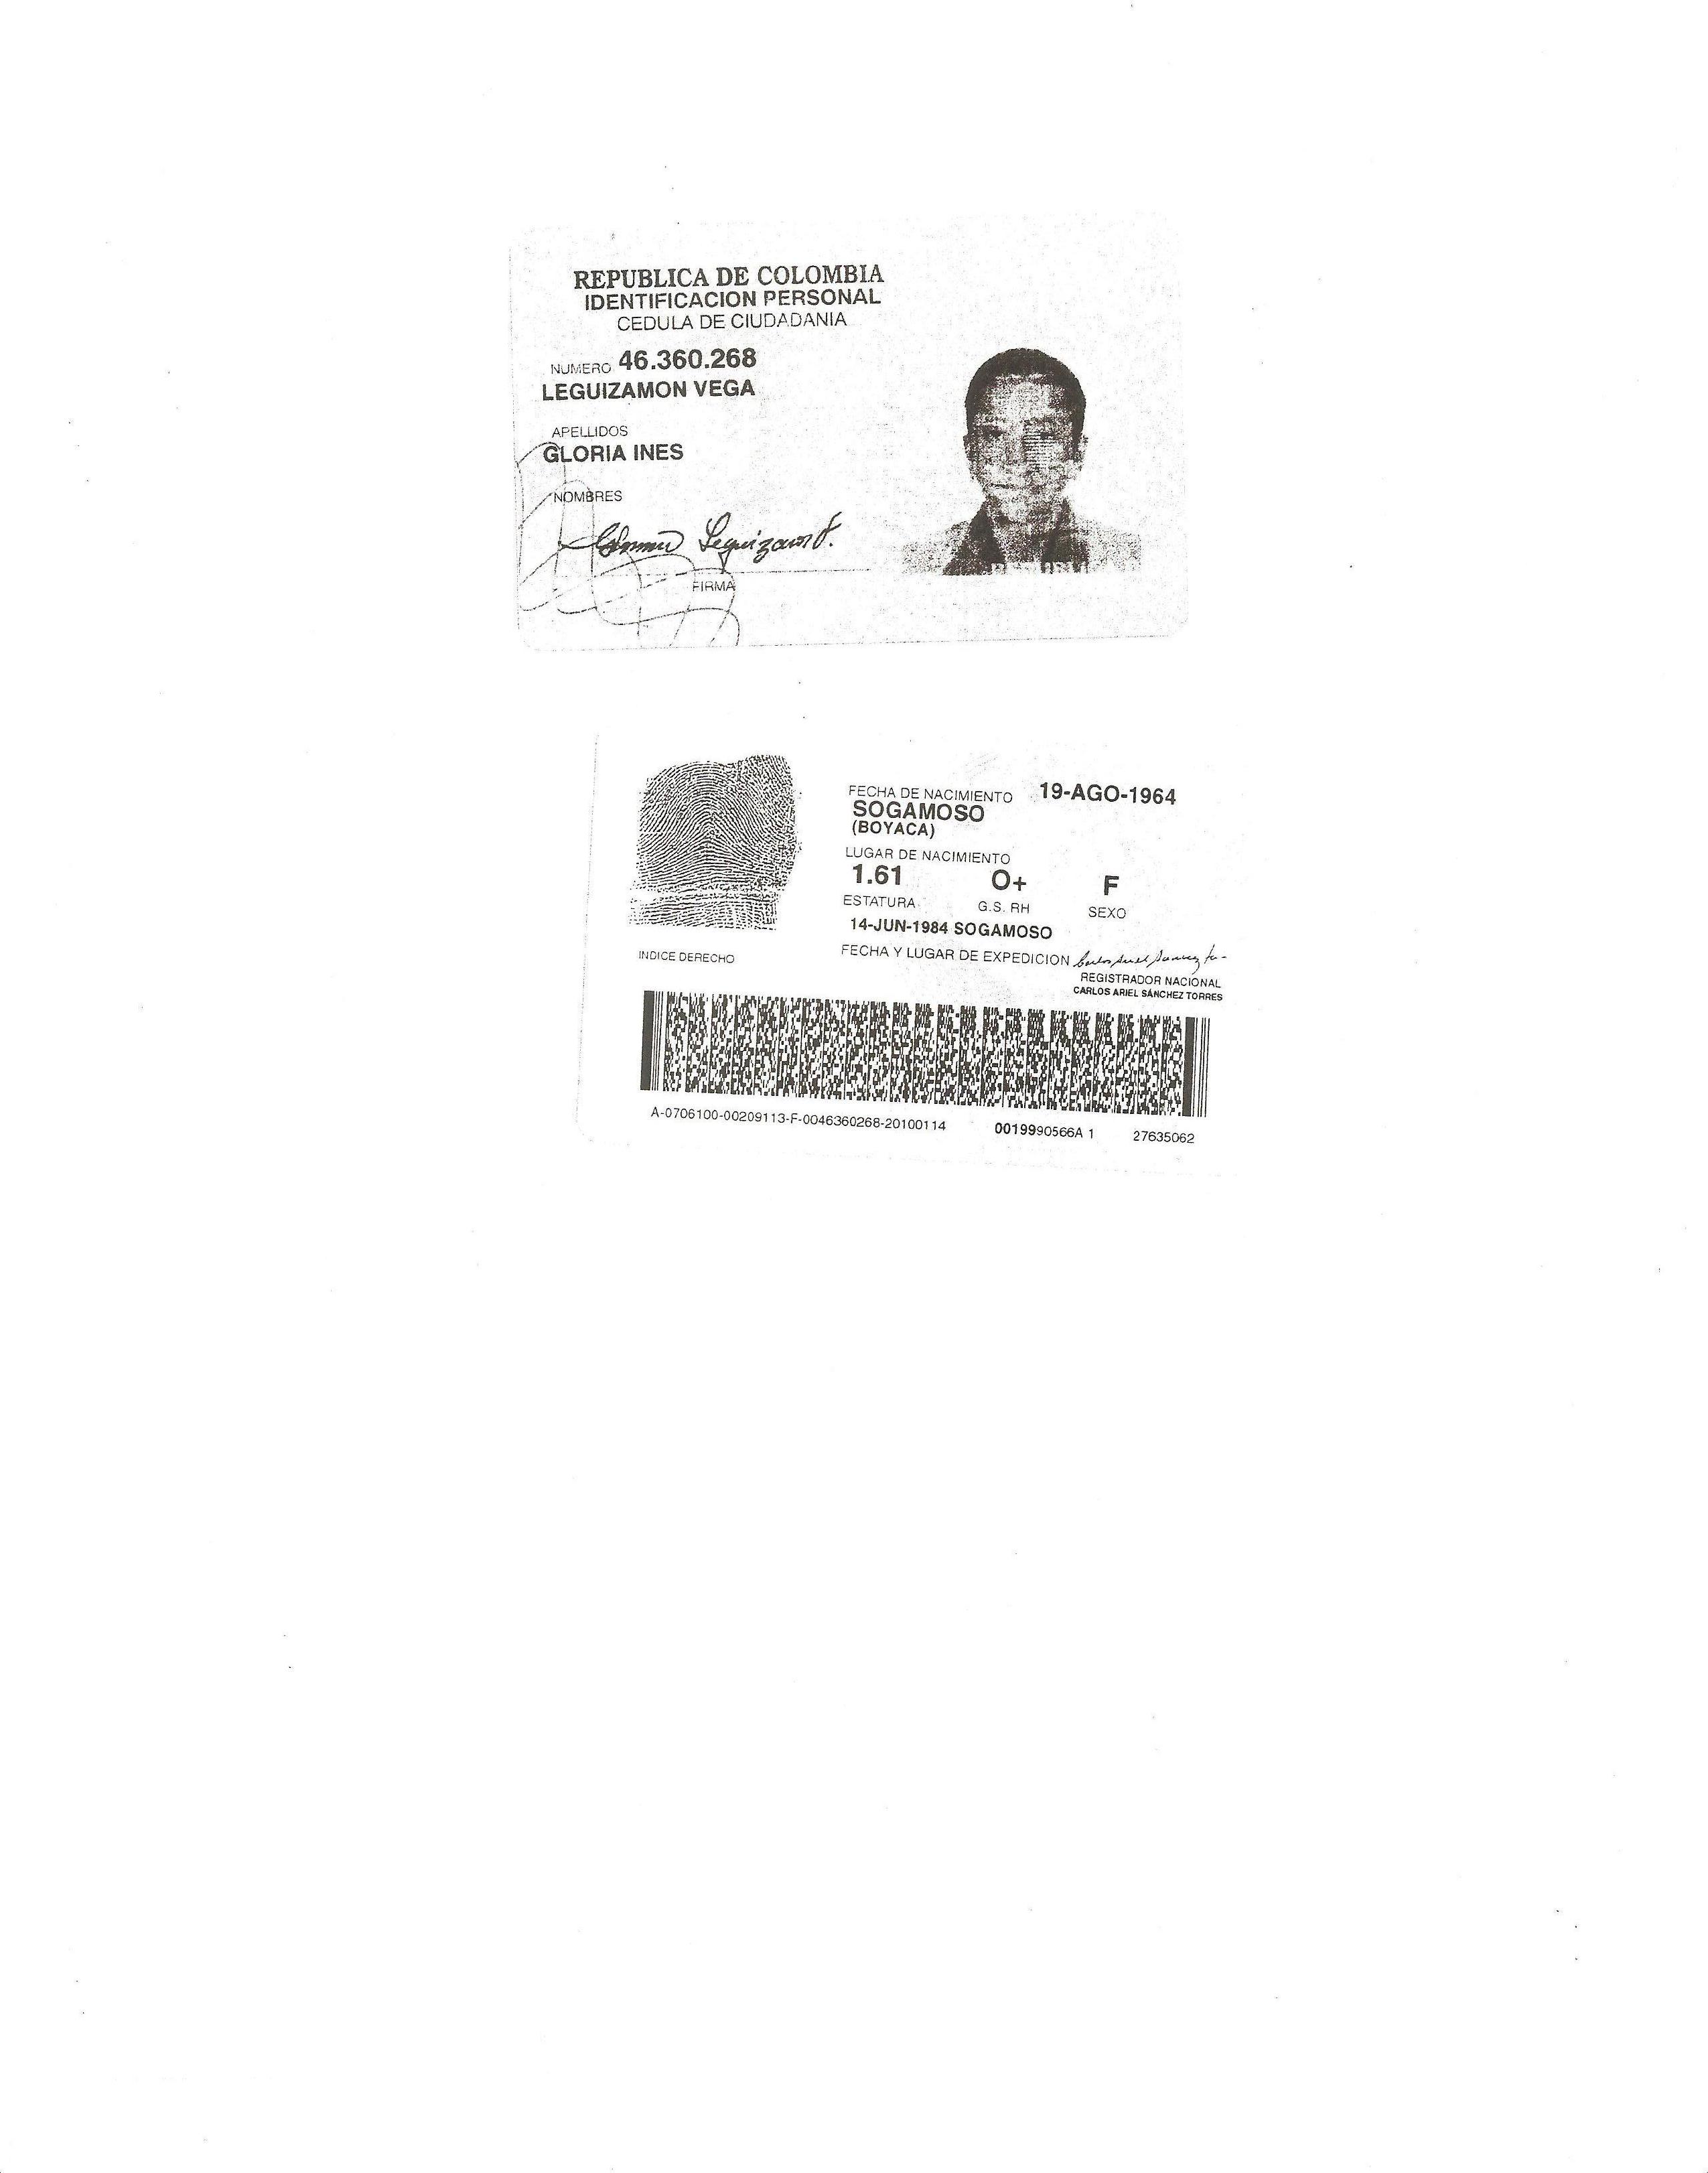 REPUBLICA DE COLOMBIA
IDENTIFICACION PERSONAL
CEDULA DE CIUDADANIA
NUMERO 46.360.268
LEGUIZAMON VEGA
APELLIDOS
GLORIA INES
NOMBRES
Leguizamon V.
FIRMA
FECHA DE NACIMIENTO 19-AGO-1964
SOGAMOSO
(BOYACA)
LUGAR DE NACIMIENTO
1.61 O+ F
ESTATURA G.S. RH SEXO
14-JUN-1984 SOGAMOSO
FECHA Y LUGAR DE EXPEDICION
INDICE DERECHO
REGISTRADOR NACIONAL
CARLOS ARIEL SÁNCHEZ TORRES
A-0706100-00209113-F-0046360268-20100114 0019990566A 1 27635062